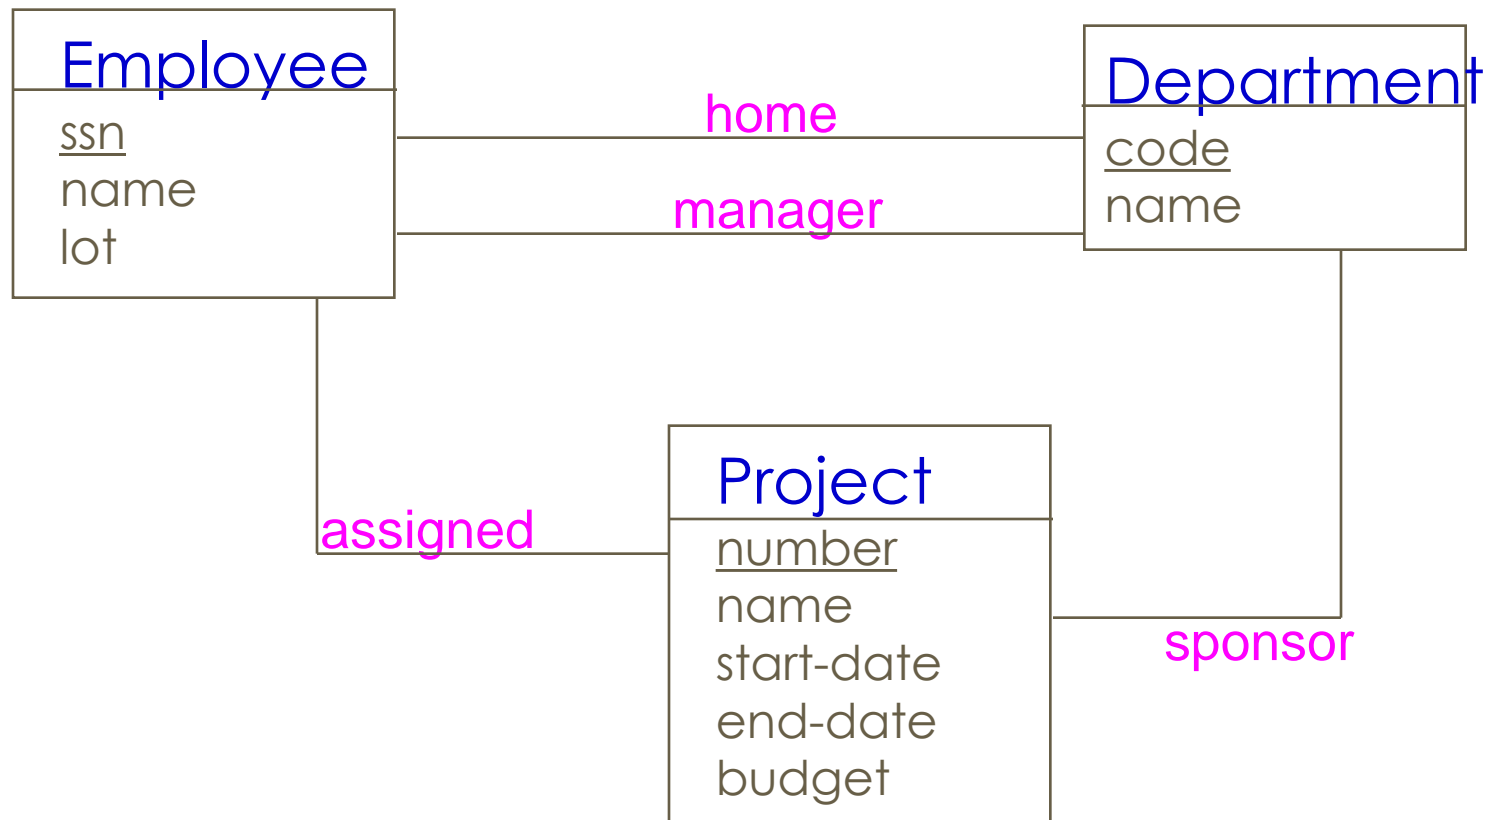 Employee
ssn
name
lot
home
manager
Department
code
name
assigned
Project
number
name
start-date
end-date
budget
sponsor